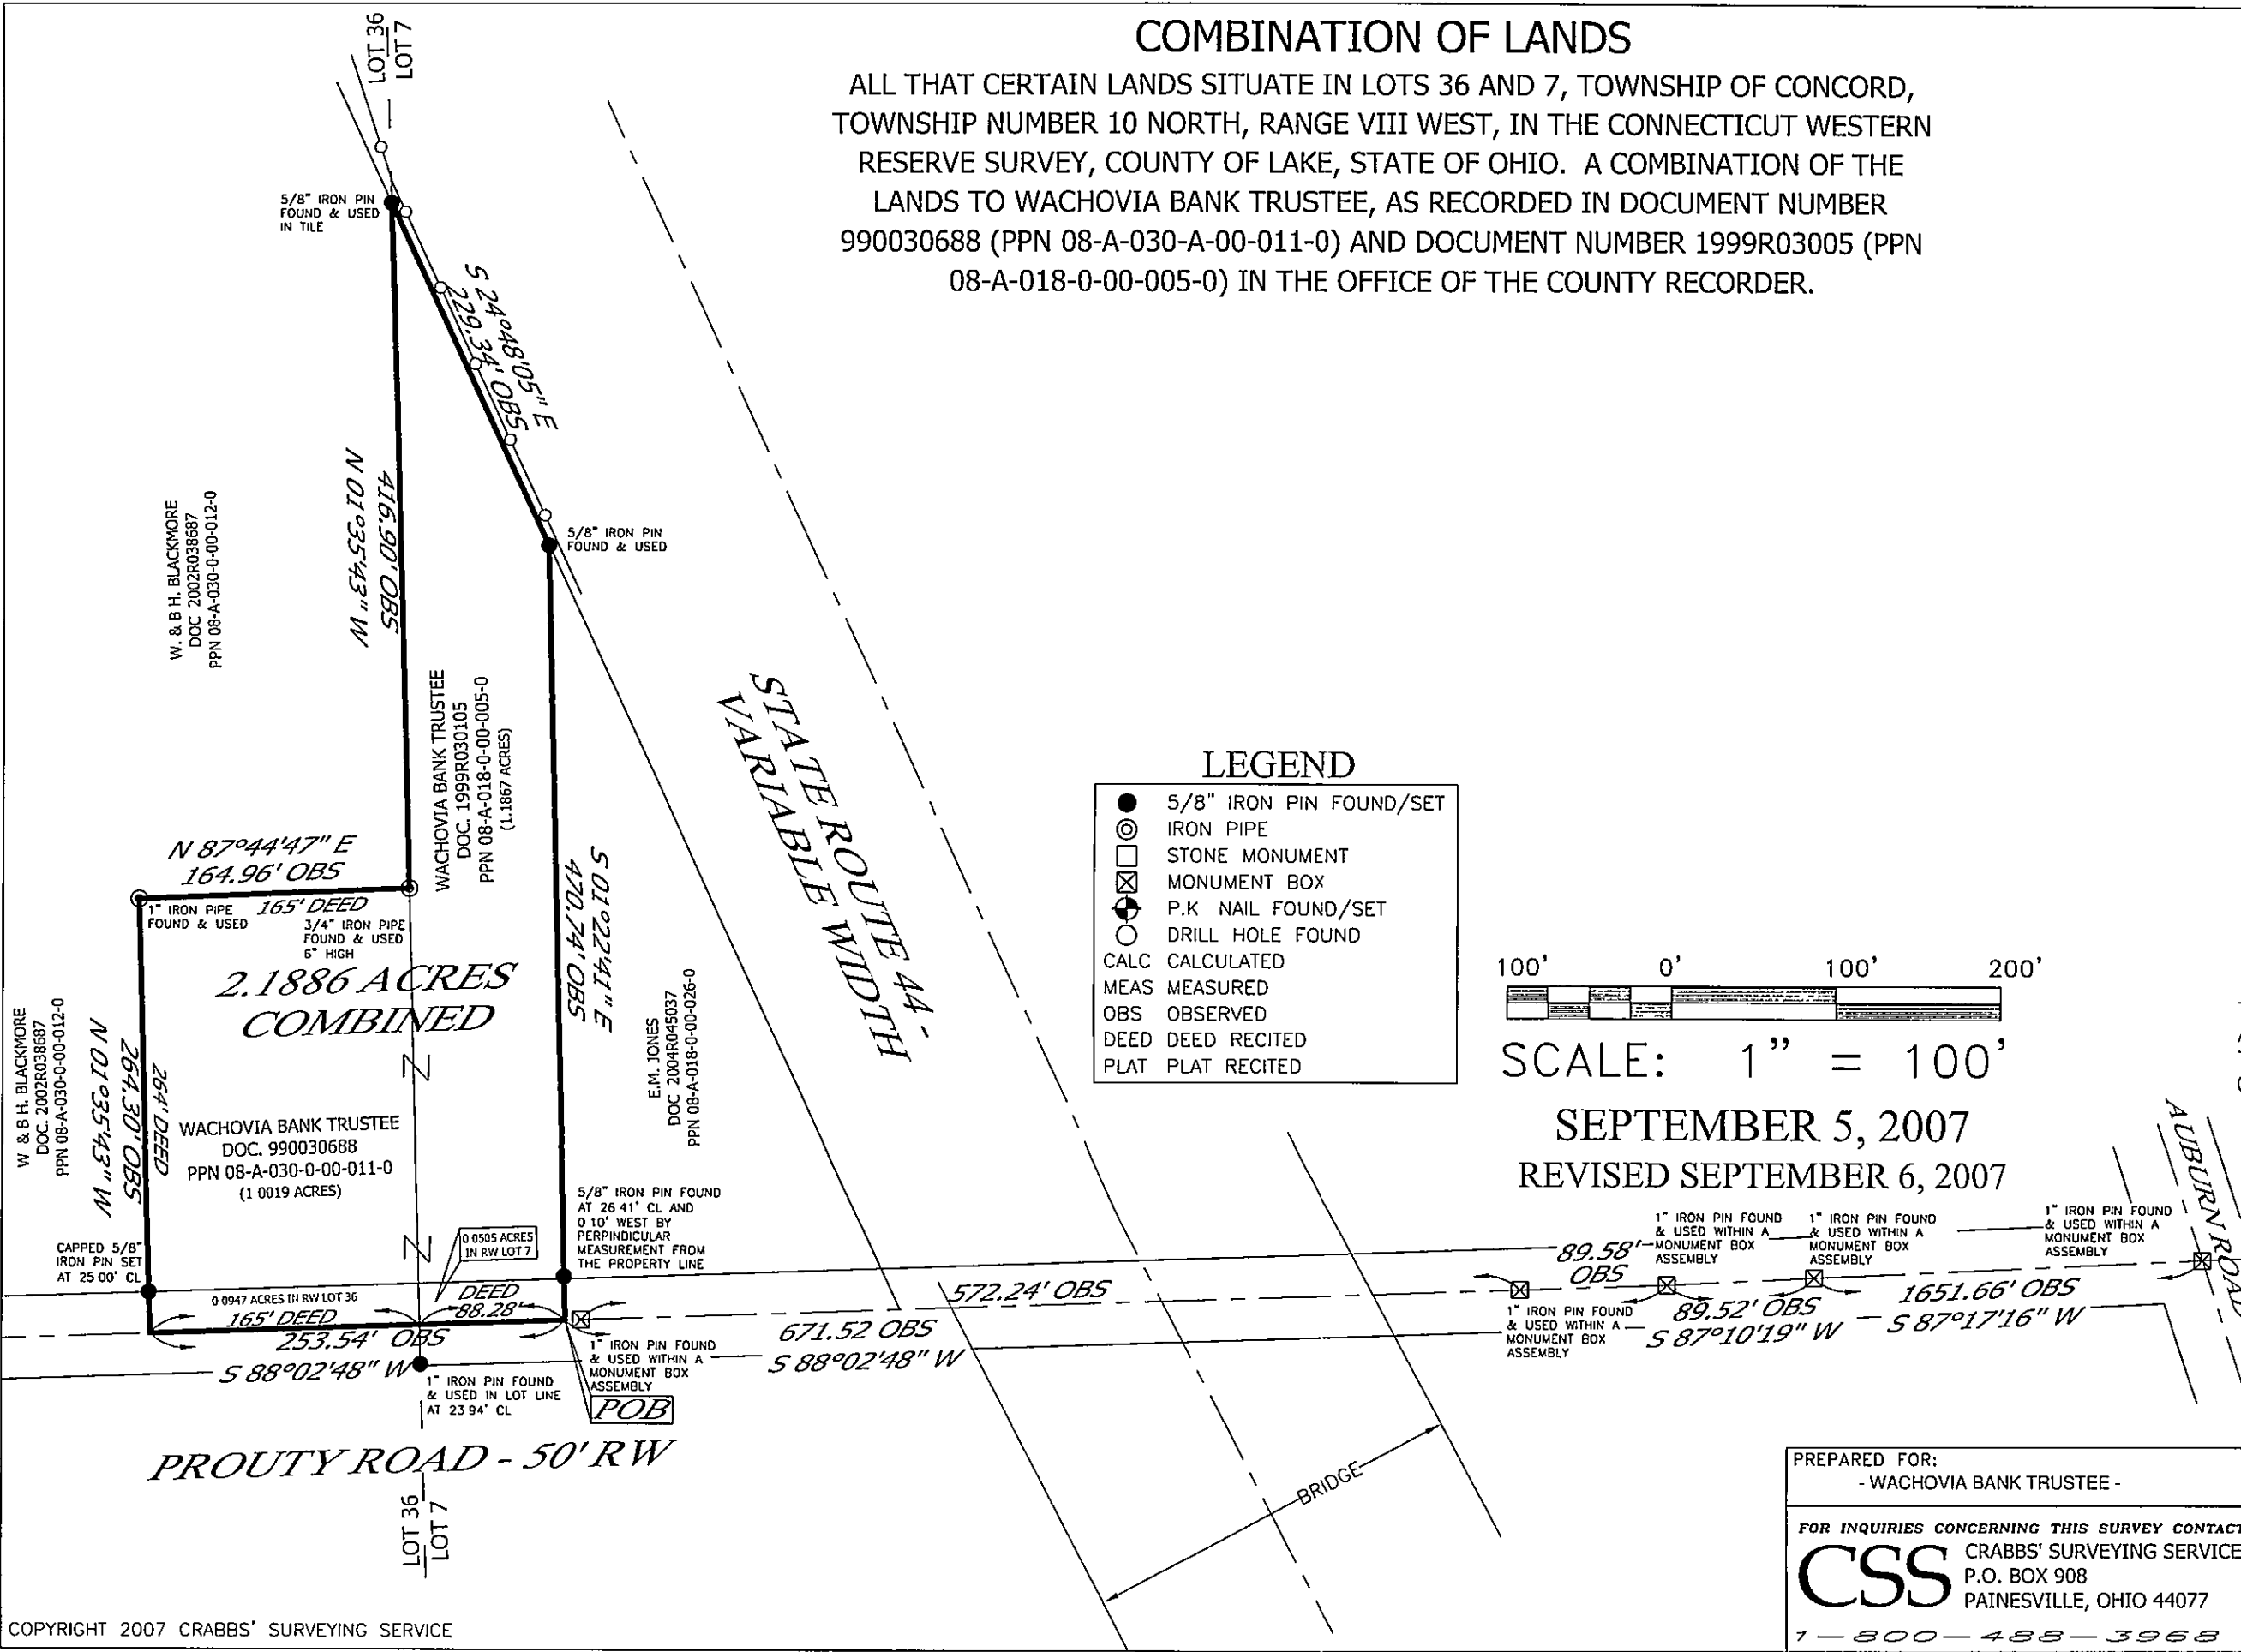 COMBINATION OF LANDS
ALL THAT CERTAIN LANDS SITUATE IN LOTS 36 AND 7, TOWNSHIP OF CONCORD,
TOWNSHIP NUMBER 10 NORTH, RANGE VIII WEST, IN THE CONNECTICUT WESTERN
RESERVE SURVEY, COUNTY OF LAKE, STATE OF OHIO. A COMBINATION OF THE
LANDS TO WACHOVIA BANK TRUSTEE, AS RECORDED IN DOCUMENT NUMBER
990030688 (PPN 08-A-030-A-00-011-0) AND DOCUMENT NUMBER 1999R03005 (PPN
08-A-018-0-00-005-0) IN THE OFFICE OF THE COUNTY RECORDER.
LOT 36
LOT 7
5/8" IRON PIN
FOUND & USED
IN TILE
S 24°48'05" E
229.34' OBS
5/8" IRON PIN
FOUND & USED
416.90' OBS
N 01°35'43" W
W. & B H. BLACKMORE
DOC 2002R038687
PPN 08-A-030-0-00-012-0
WACHOVIA BANK TRUSTEE
DOC. 1999R030105
PPN 08-A-018-0-00-005-0
(1.1867 ACRES)
STATE ROUTE 44 -
VARIABLE WIDTH
N 87°44'47" E
164.96' OBS
165' DEED
1" IRON PIPE
FOUND & USED
3/4" IRON PIPE
FOUND & USED
6" HIGH
2.1886 ACRES
COMBINED
S 01°22'41" E
470.74' OBS
W & B H. BLACKMORE
DOC. 2002R038687
PPN 08-A-030-0-00-012-0
264' DEED
264.30' OBS
N 01°35'43" W
WACHOVIA BANK TRUSTEE
DOC. 990030688
PPN 08-A-030-0-00-011-0
(1 0019 ACRES)
E.M. JONES
DOC 2004R045037
PPN 08-A-018-0-00-026-0
LEGEND
5/8" IRON PIN FOUND/SET
IRON PIPE
STONE MONUMENT
MONUMENT BOX
P.K NAIL FOUND/SET
DRILL HOLE FOUND
CALC CALCULATED
MEAS MEASURED
OBS OBSERVED
DEED DEED RECITED
PLAT PLAT RECITED
100' 0' 100' 200'
SCALE: 1" = 100'
SEPTEMBER 5, 2007
REVISED SEPTEMBER 6, 2007
AUBURN ROAD
CAPPED 5/8"
IRON PIN SET
AT 25 00' CL
0 0505 ACRES
IN RW LOT 7
5/8" IRON PIN FOUND
AT 26 41' CL AND
0 10' WEST BY
PERPINDICULAR
MEASUREMENT FROM
THE PROPERTY LINE
0 0947 ACRES IN RW LOT 36
165' DEED
DEED
88.28'
253.54' OBS
S 88°02'48" W
1" IRON PIN FOUND
& USED IN LOT LINE
AT 23 94' CL
1" IRON PIN FOUND
& USED WITHIN A
MONUMENT BOX
ASSEMBLY
POB
572.24' OBS
671.52 OBS
S 88°02'48" W
89.58'
OBS
1" IRON PIN FOUND
& USED WITHIN A
MONUMENT BOX
ASSEMBLY
1" IRON PIN FOUND
& USED WITHIN A
MONUMENT BOX
ASSEMBLY
1" IRON PIN FOUND
& USED WITHIN A
MONUMENT BOX
ASSEMBLY
1" IRON PIN FOUND
& USED WITHIN A
MONUMENT BOX
ASSEMBLY
89.52' OBS
S 87°10'19" W
1651.66' OBS
S 87°17'16" W
PROUTY ROAD - 50' RW
LOT 36
LOT 7
BRIDGE
PREPARED FOR:
- WACHOVIA BANK TRUSTEE -
FOR INQUIRIES CONCERNING THIS SURVEY CONTACT
CSS
CRABBS' SURVEYING SERVICE
P.O. BOX 908
PAINESVILLE, OHIO 44077
1-800-488-3968
COPYRIGHT 2007 CRABBS' SURVEYING SERVICE